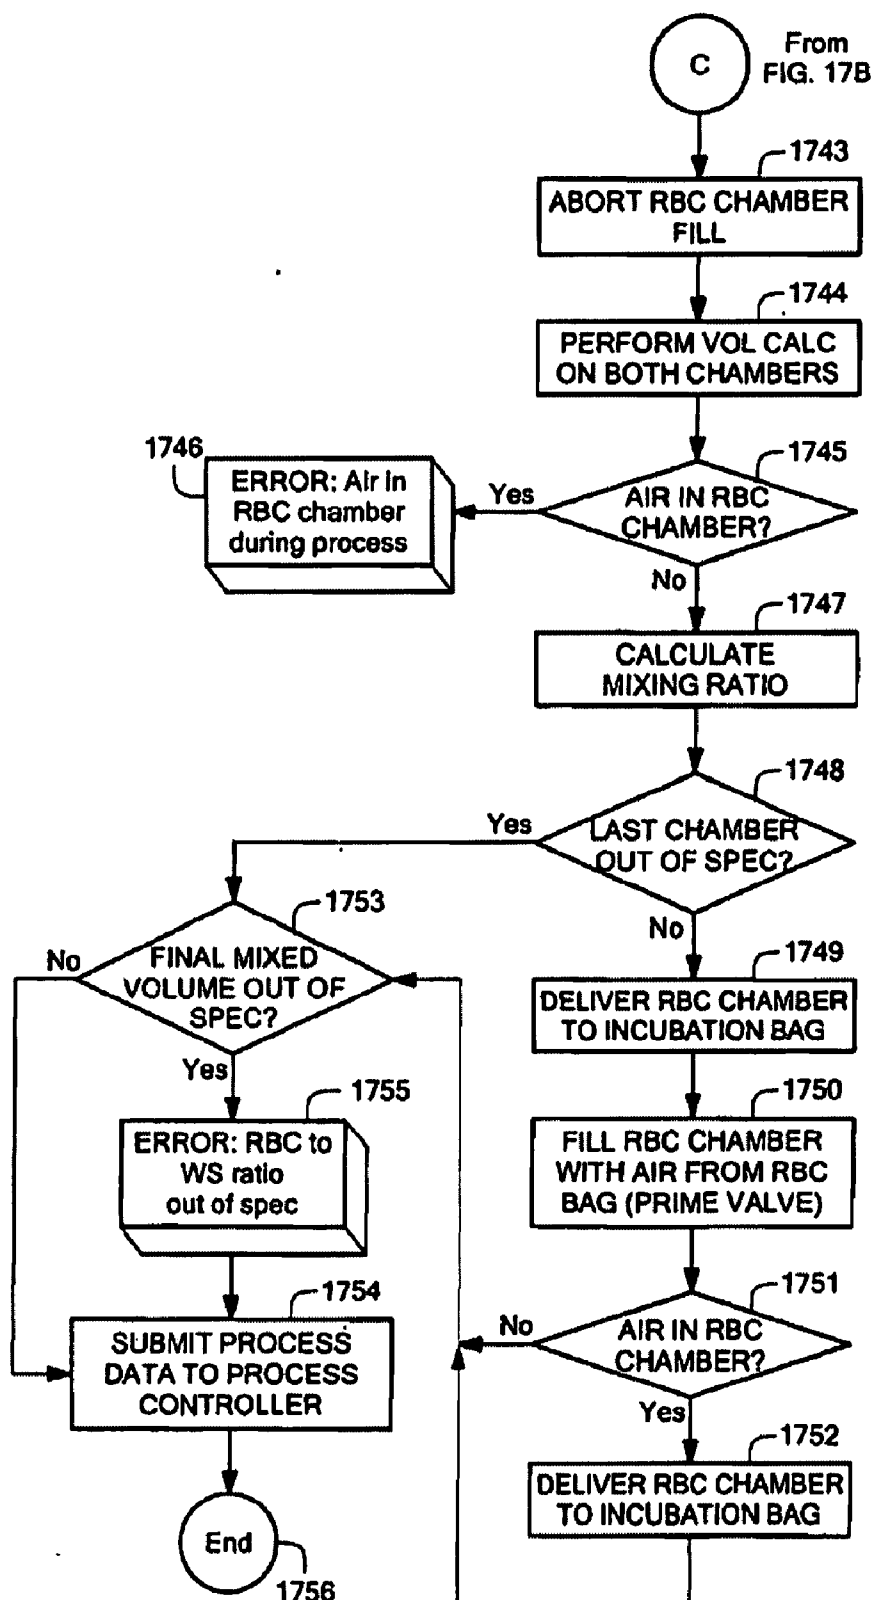 C
From
FIG. 17B
1743
ABORT RBC CHAMBER
FILL
1744
PERFORM VOL CALC
ON BOTH CHAMBERS
1745
AIR IN RBC
CHAMBER?
Yes
1746
ERROR: Air in
RBC chamber
during process
No
1747
CALCULATE
MIXING RATIO
1748
LAST CHAMBER
OUT OF SPEC?
Yes
No
1749
DELIVER RBC CHAMBER
TO INCUBATION BAG
1750
FILL RBC CHAMBER
WITH AIR FROM RBC
BAG (PRIME VALVE)
1751
AIR IN RBC
CHAMBER?
No
Yes
1752
DELIVER RBC CHAMBER
TO INCUBATION BAG
1753
FINAL MIXED
VOLUME OUT OF
SPEC?
No
Yes
1755
ERROR: RBC to
WS ratio
out of spec
1754
SUBMIT PROCESS
DATA TO PROCESS
CONTROLLER
End
1756